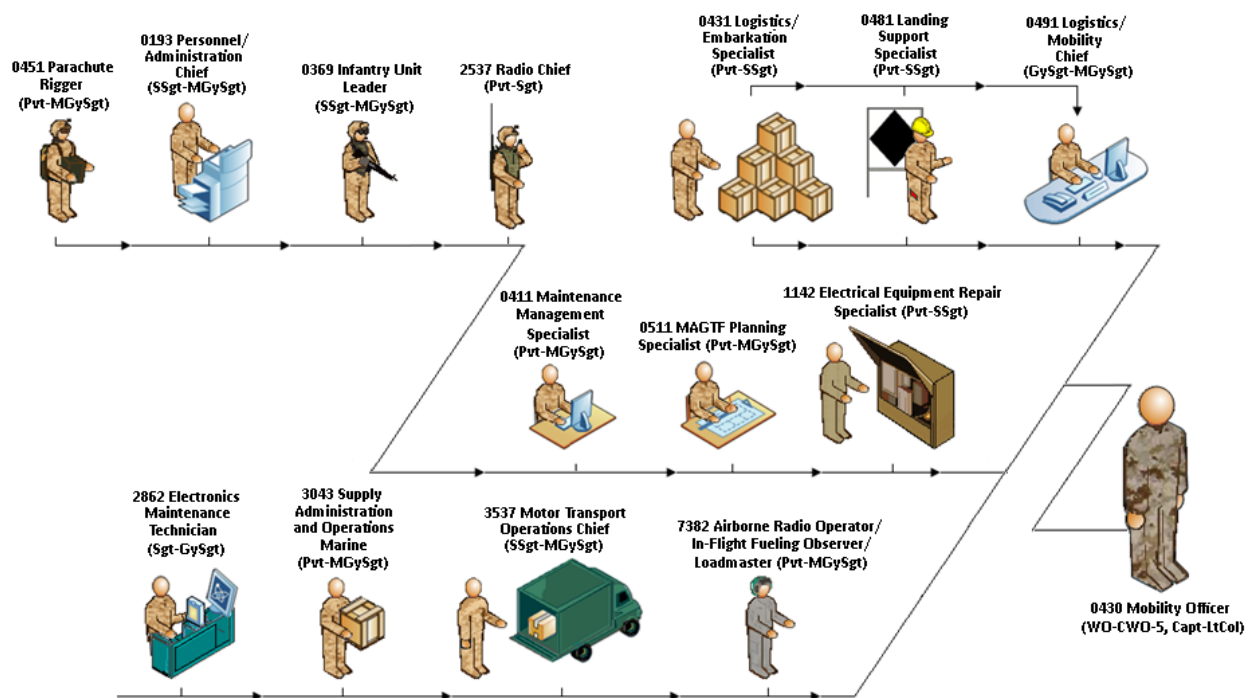 0451 Parachute
Rigger
(Pvt-MGySgt)
0193 Personnel/
Administration
Chief
(SSgt-MGySgt)
0369 Infantry Unit
Leader
(SSgt-MGySgt)
2537 Radio Chief
(Pvt-Sgt)
0431 Logistics/
Embarkation
Specialist
(Pvt-SSgt)
0481 Landing
Support
Specialist
(Pvt-SSgt)
0491 Logistics/
Mobility
Chief
(GySgt-MGySgt)
0411 Maintenance
Management
Specialist
(Pvt-MGySgt)
0511 MAGTF Planning
Specialist (Pvt-MGySgt)
1142 Electrical Equipment Repair
Specialist (Pvt-SSgt)
2862 Electronics
Maintenance
Technician
(Sgt-GySgt)
3043 Supply
Administration
and Operations
Marine
(Pvt-MGySgt)
3537 Motor Transport
Operations Chief
(SSgt-MGySgt)
7382 Airborne Radio Operator/
In-Flight Fueling Observer/
Loadmaster (Pvt-MGySgt)
0430 Mobility Officer
(WO-CWO-5, Capt-LtCol)